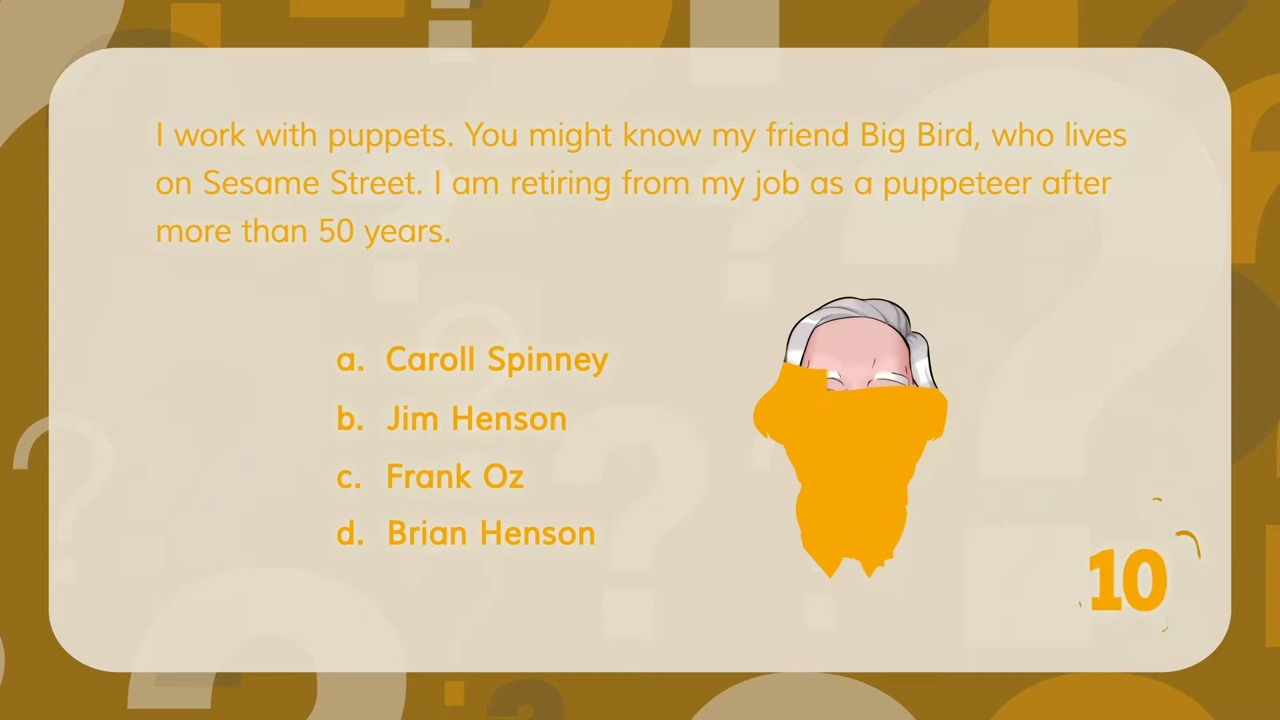 I work with puppets. You might know my friend Big Bird, who lives
on Sesame Street. I am retiring from my job as a puppeteer after
more than 50 years.
a. Caroll Spinney
b. Jim Henson
c. Frank Oz
d. Brian Henson
10